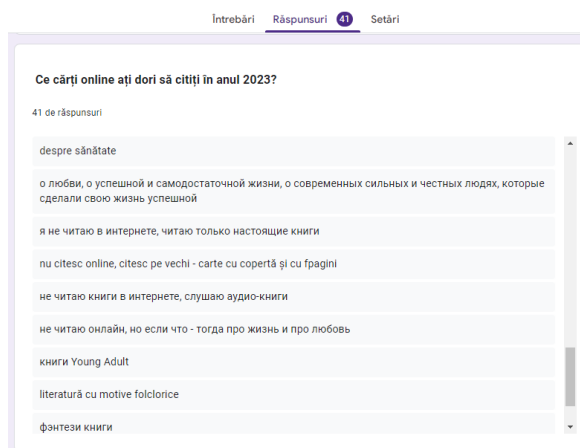 Întrebări Răspunsuri 41 Setări
Ce cărți online ați dori să citiți în anul 2023?
41 de răspunsuri
despre sănătate
о любви, о успешной и самодостаточной жизни, о современных сильных и честных людях, которые
сделали свою жизнь успешной
я не читаю в интернете, читаю только настоящие книги
nu citesc online, citesc pe vechi - carte cu copertă și cu fpagini
не читаю книги в интернете, слушаю аудио-книги
не читаю онлайн, но если что - тогда про жизнь и про любовь
книги Young Adult
literatură cu motive folclorice
фэнтези книги